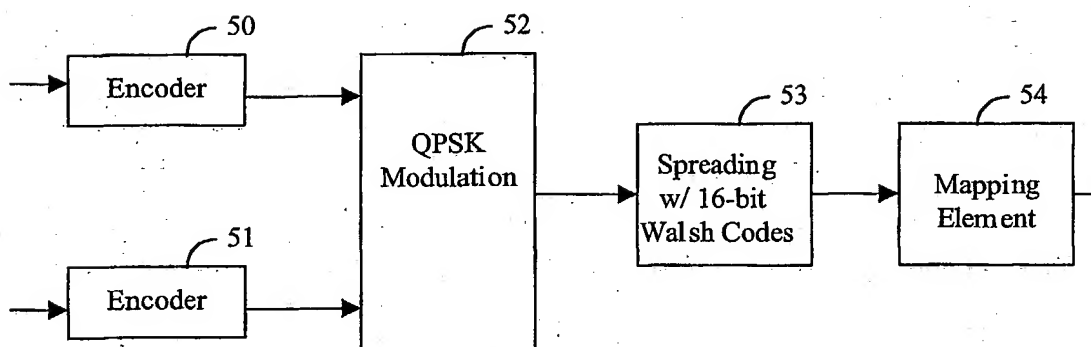 50
Encoder
52
QPSK
Modulation
53
Spreading
w/ 16-bit
Walsh Codes
54
Mapping
Element
51
Encoder